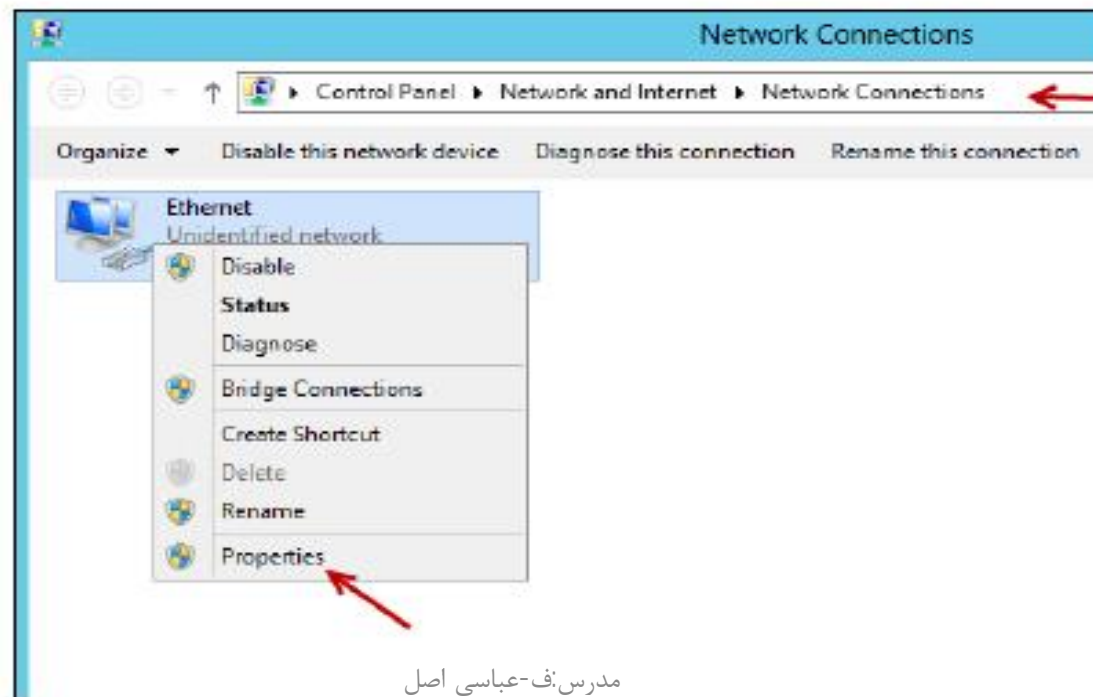 Network Connections
Control Panel Network and Internet Network Connections
Organize Disable this network device Diagnose this connection Rename this connection
Ethernet
Unidentified network
Disable
Status
Diagnose
Bridge Connections
Create Shortcut
Delete
Rename
Properties
مدرس:ف-عباسی اصل